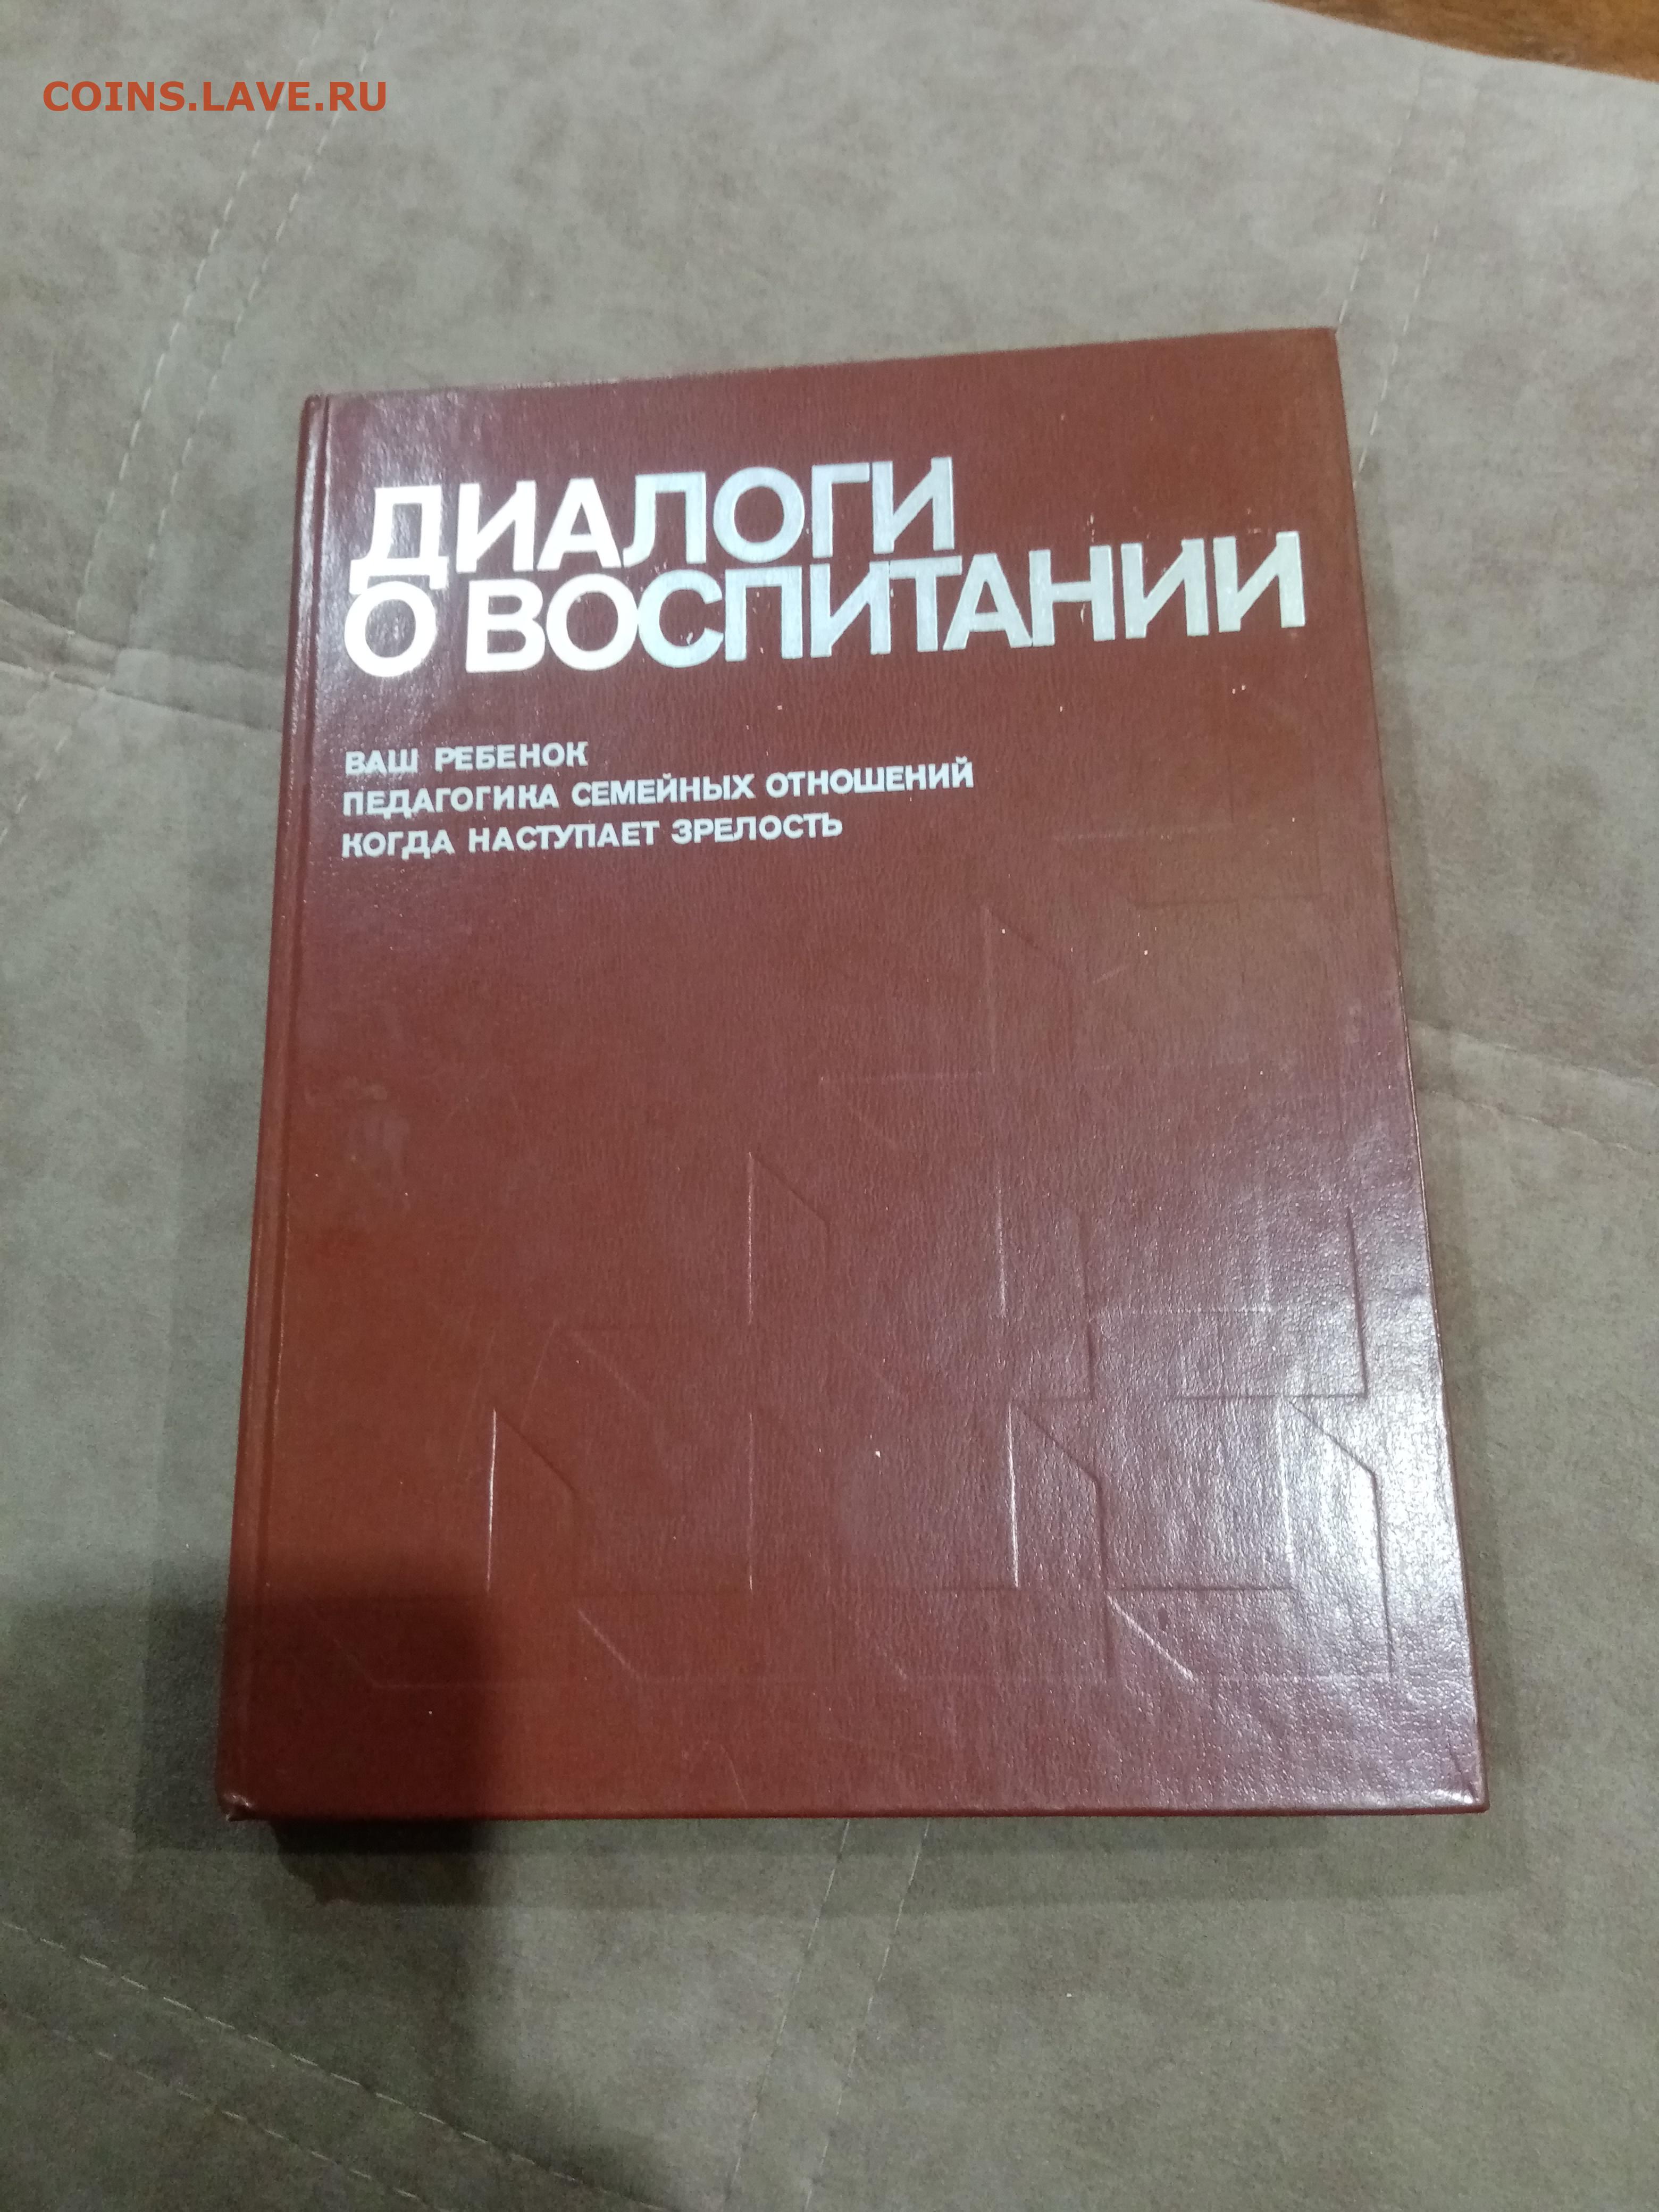 COINS.LAVE.RU
ДИАЛОГИ
О ВОСПИТАНИИ
ВАШ РЕБЕНОК
ПЕДАГОГИКА СЕМЕЙНЫХ ОТНОШЕНИЙ
КОГДА НАСТУПАЕТ ЗРЕЛОСТЬ